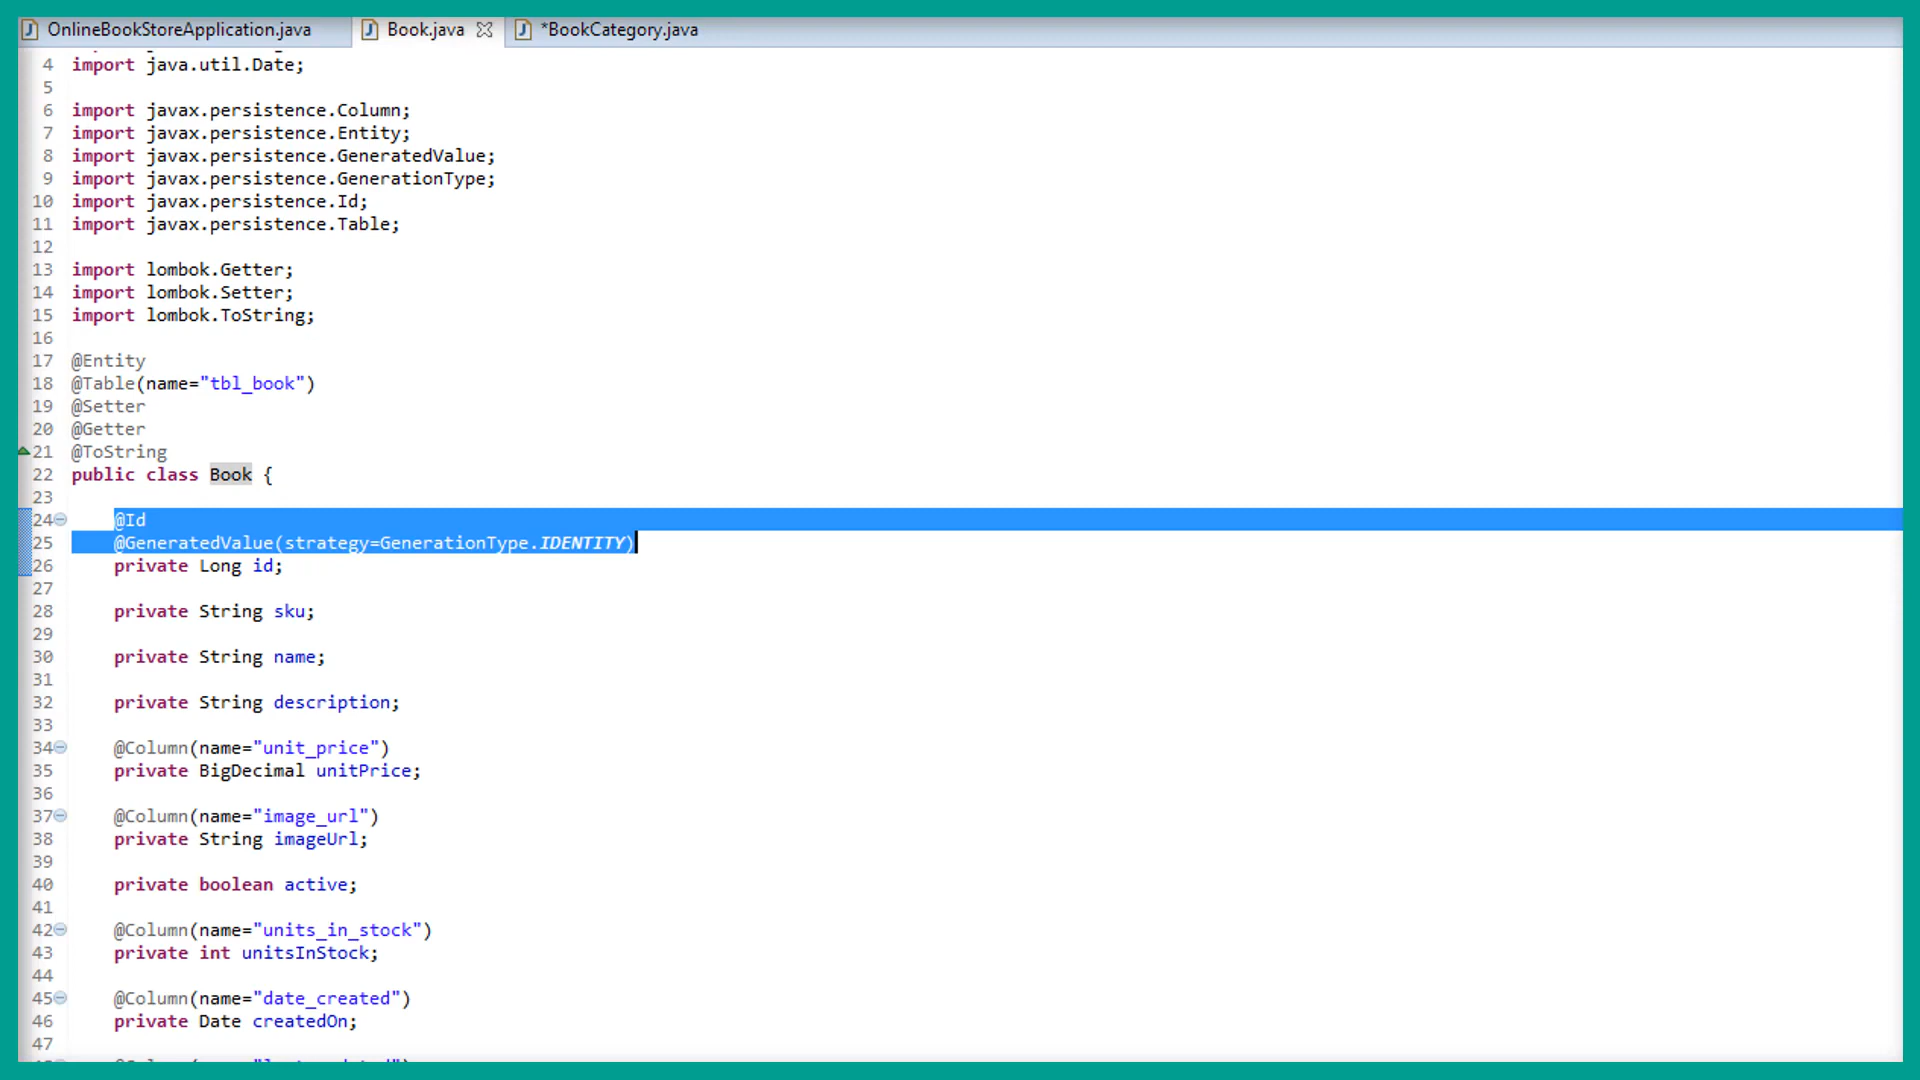 OnlineBookStoreApplication.java Book.java *BookCategory.java
4 import java.util.Date;
5
6 import javax.persistence.Column;
7 import javax.persistence.Entity;
8 import javax.persistence.GeneratedValue;
9 import javax.persistence.GenerationType;
10 import javax.persistence.Id;
11 import javax.persistence.Table;
12
13 import lombok.Getter;
14 import lombok.Setter;
15 import lombok.ToString;
16
17 @Entity
18 @Table(name="tbl_book")
19 @Setter
20 @Getter
21 @ToString
22 public class Book {
23
24 @Id
25 @GeneratedValue(strategy=GenerationType.IDENTITY)
26 private Long id;
27
28 private String sku;
29
30 private String name;
31
32 private String description;
33
34 @Column(name="unit_price")
35 private BigDecimal unitPrice;
36
37 @Column(name="image_url")
38 private String imageUrl;
39
40 private boolean active;
41
42 @Column(name="units_in_stock")
43 private int unitsInStock;
44
45 @Column(name="date_created")
46 private Date createdOn;
47